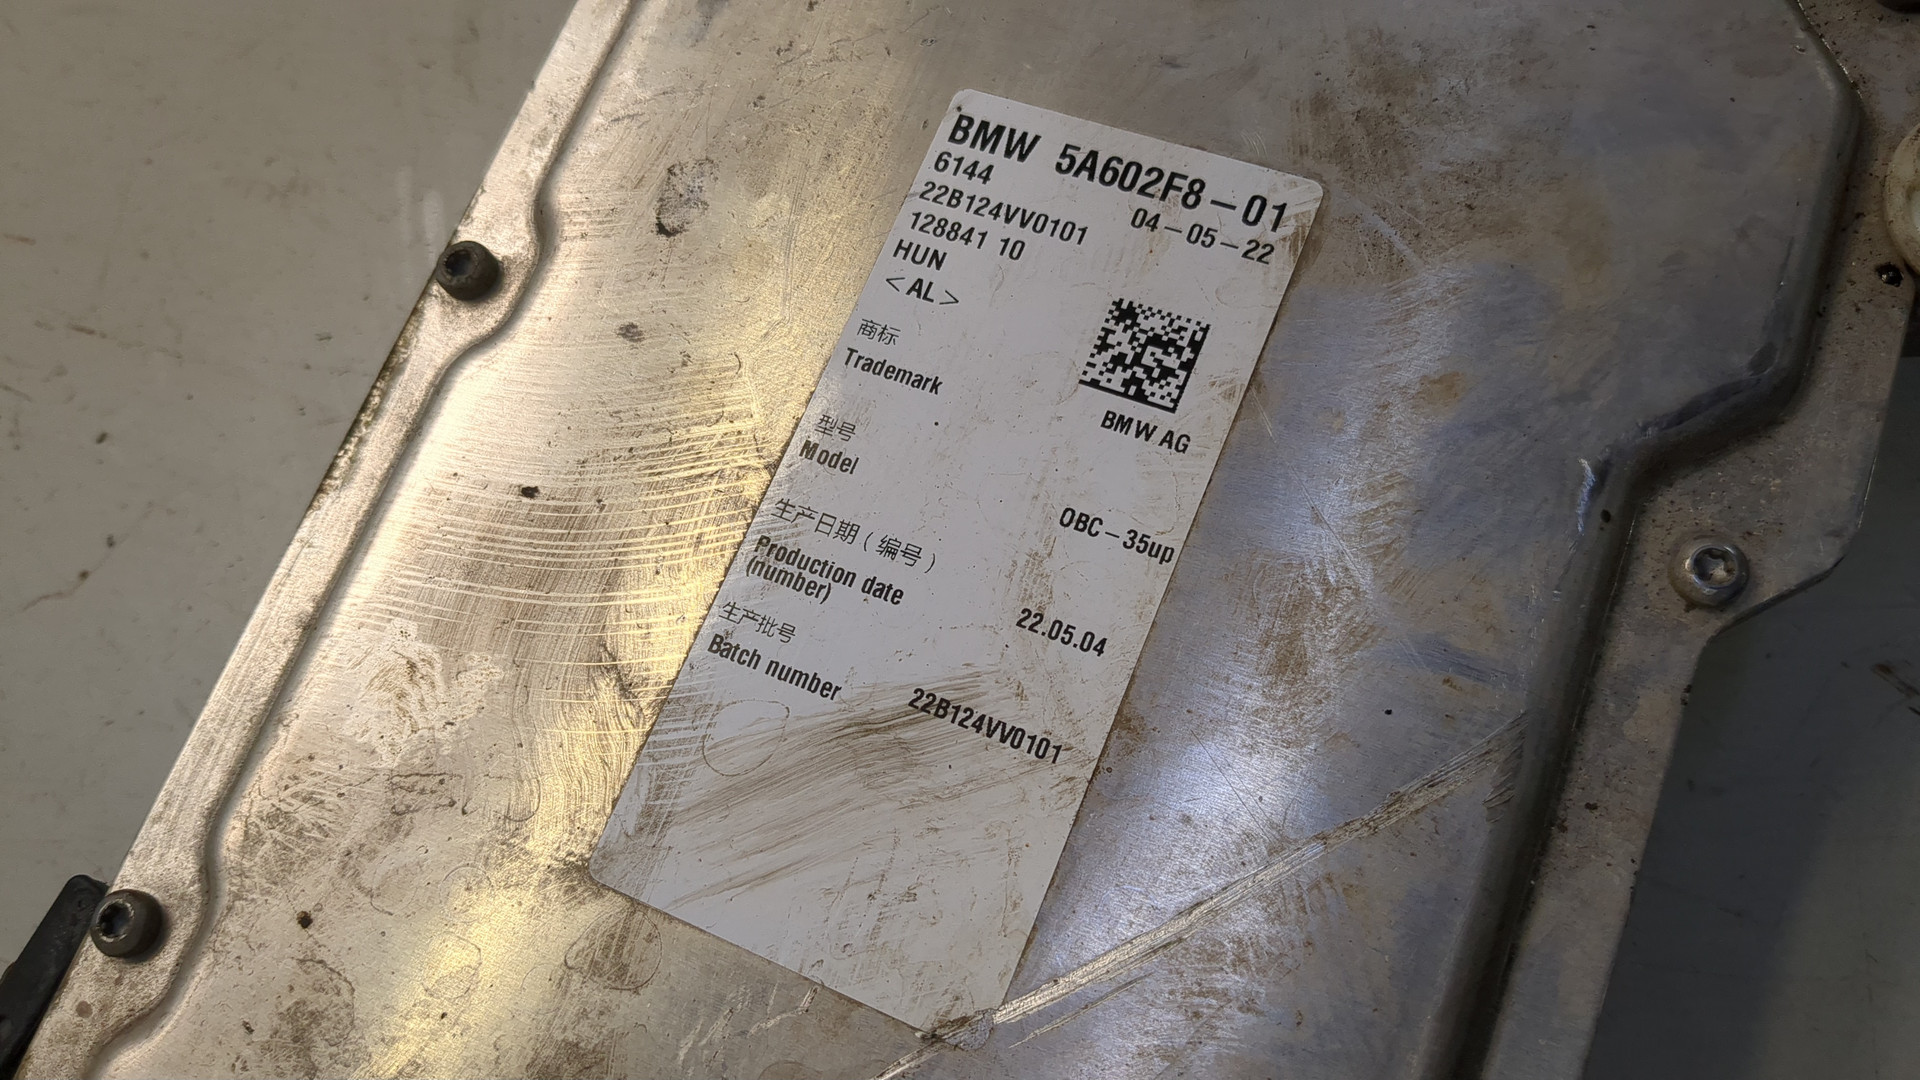 BMW 5A602F8-01
6144
04-05-22
22B124VV0101
128841 10
HUN
<AL>
商标
Trademark
BMW AG
型号
Model
OBC-35up
生产日期(编号)
Production date
(number)
22.05.04
生产批号
Batch number
22B124VV0101